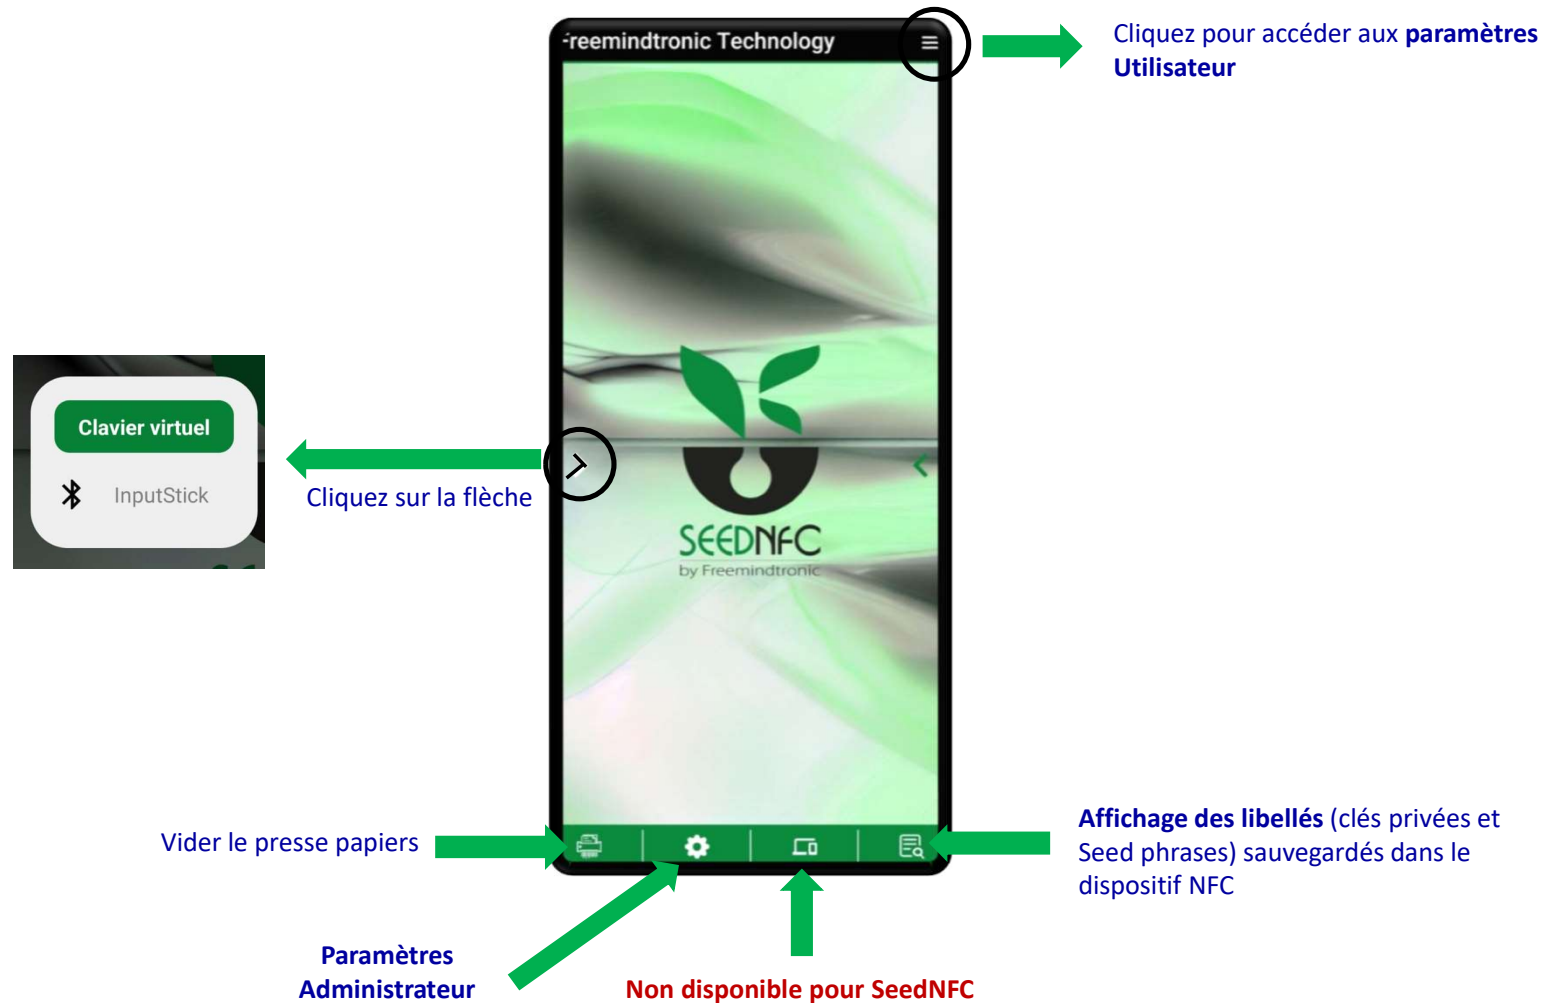 Freemindtronic Technology
Cliquez pour accéder aux paramètres
Utilisateur
Clavier virtuel
InputStick
Cliquez sur la flèche
SEEDNFC
by Freemindtronic
Vider le presse papiers
Affichage des libellés (clés privées et
Seed phrases) sauvegardés dans le
dispositif NFC
Paramètres
Administrateur
Non disponible pour SeedNFC